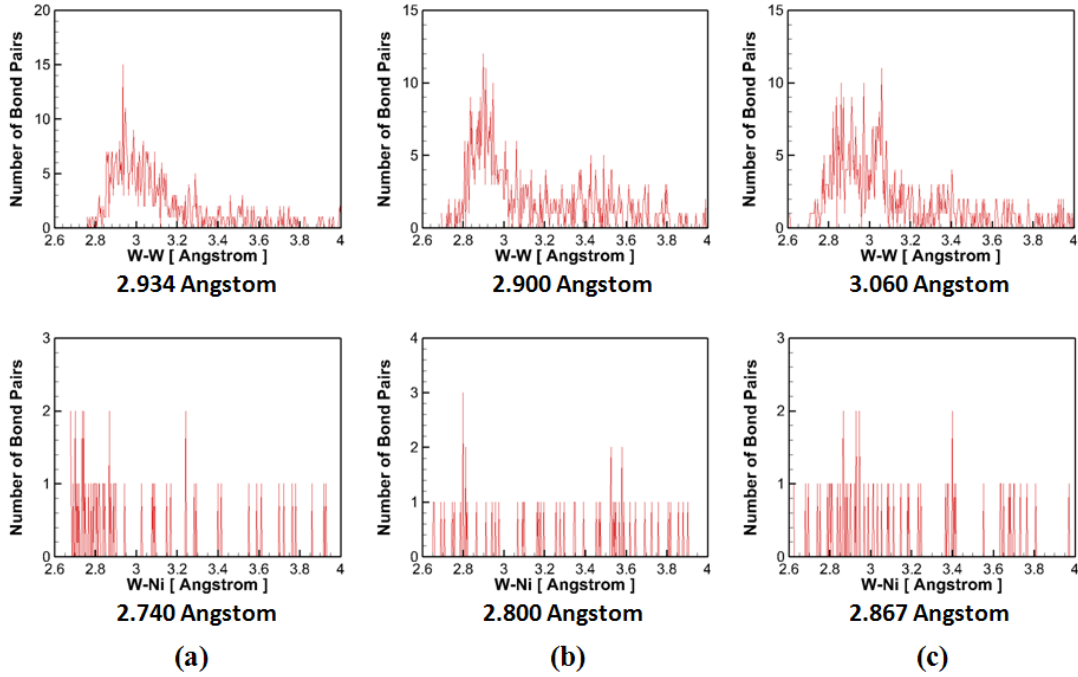 Number of Bond Pairs
20
15
10
5
0
2.6 2.8 3 3.2 3.4 3.6 3.8 4
W-W [ Angstrom ]
2.934 Angstom
Number of Bond Pairs
15
10
5
0
2.6 2.8 3 3.2 3.4 3.6 3.8 4
W-W [ Angstrom ]
2.900 Angstom
Number of Bond Pairs
15
10
5
0
2.6 2.8 3 3.2 3.4 3.6 3.8 4
W-W [ Angstrom ]
3.060 Angstom
Number of Bond Pairs
3
2
1
0
2.6 2.8 3 3.2 3.4 3.6 3.8 4
W-Ni [ Angstrom ]
2.740 Angstom
Number of Bond Pairs
4
3
2
1
0
2.6 2.8 3 3.2 3.4 3.6 3.8 4
W-Ni [ Angstrom ]
2.800 Angstom
Number of Bond Pairs
3
2
1
0
2.6 2.8 3 3.2 3.4 3.6 3.8 4
W-Ni [ Angstrom ]
2.867 Angstom
(a) (b) (c)